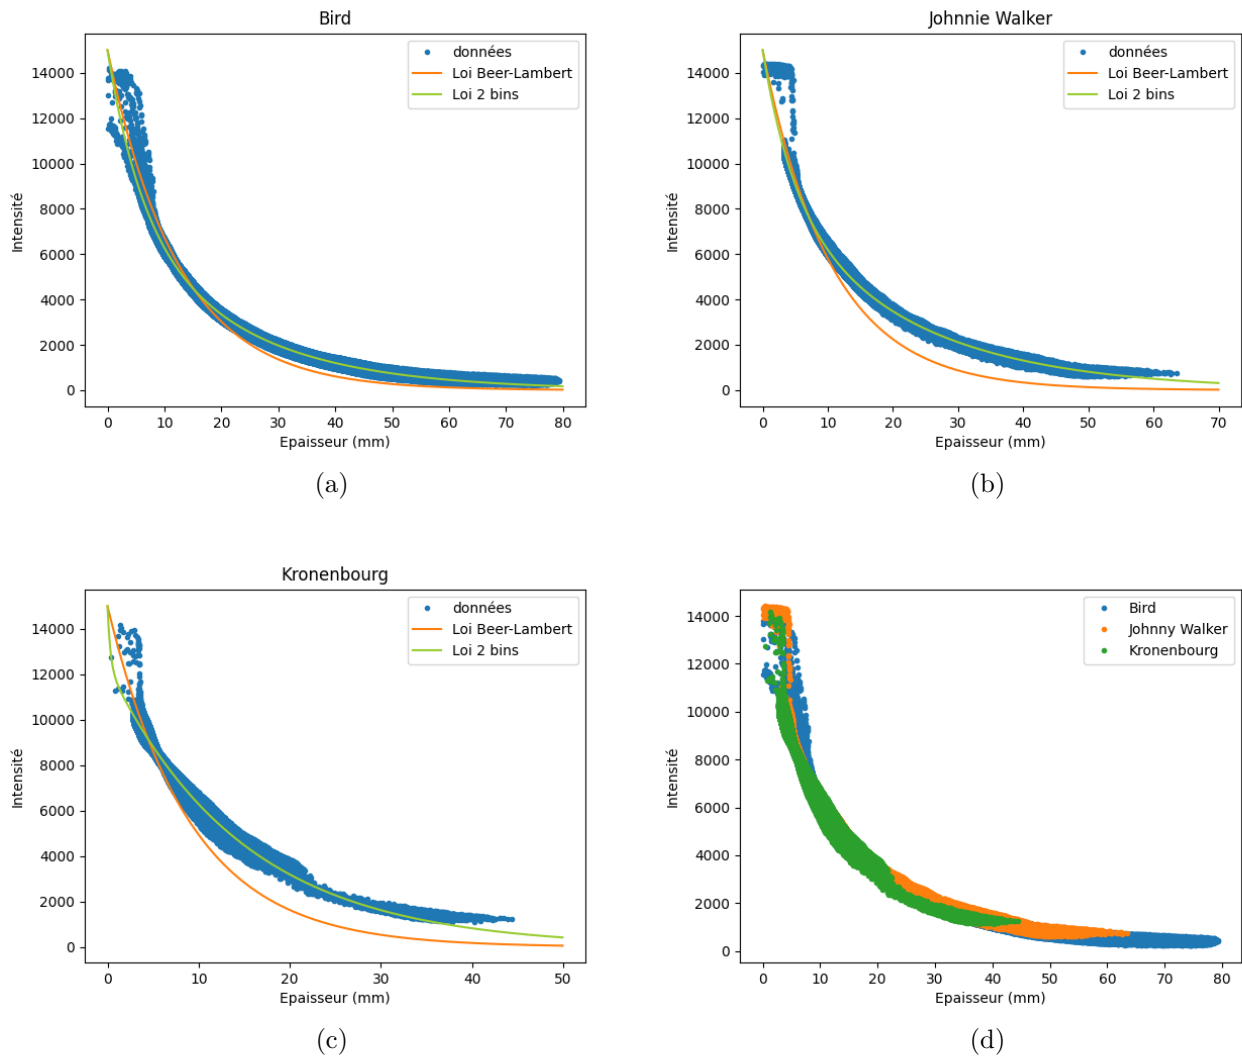 Bird
données
Loi Beer-Lambert
Loi 2 bins
14000
12000
10000
8000
6000
4000
2000
0
Intensité
0 10 20 30 40 50 60 70 80
Epaisseur (mm)
(a)
Johnnie Walker
données
Loi Beer-Lambert
Loi 2 bins
14000
12000
10000
8000
6000
4000
2000
0
Intensité
0 10 20 30 40 50 60 70
Epaisseur (mm)
(b)
Kronenbourg
données
Loi Beer-Lambert
Loi 2 bins
14000
12000
10000
8000
6000
4000
2000
0
Intensité
0 10 20 30 40 50
Epaisseur (mm)
(c)
Bird
Johnny Walker
Kronenbourg
14000
12000
10000
8000
6000
4000
2000
0
Intensité
0 10 20 30 40 50 60 70 80
Epaisseur (mm)
(d)